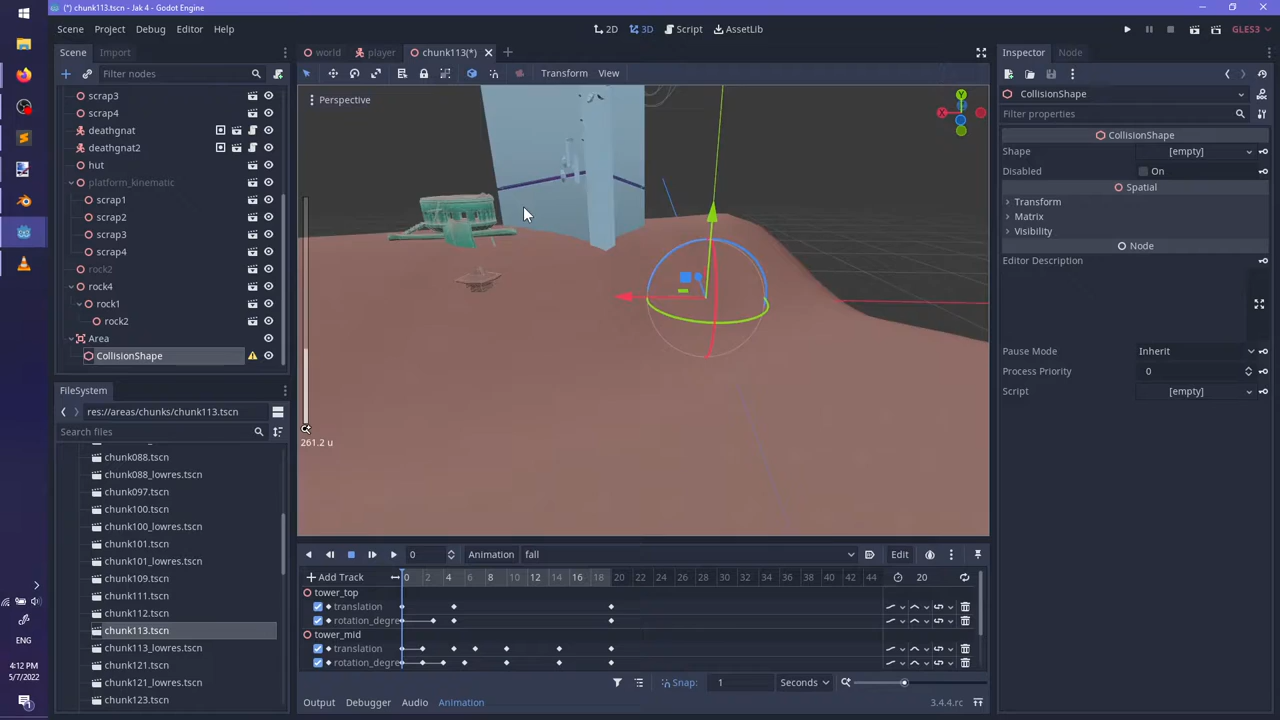 (*) chunk113.tscn - Jak 4 - Godot Engine
Scene Project Debug Editor Help
2D 3D Script AssetLib
GLES3
Scene Import
world player chunk113(*)
Inspector Node
Filter nodes
Transform View
CollisionShape
Filter properties
Perspective
Y
X
scrap3
scrap4
deathgnat
deathgnat2
hut
platform_kinematic
scrap1
scrap2
scrap3
scrap4
rock2
rock4
rock1
rock2
Area
CollisionShape
CollisionShape
Shape [empty]
Disabled On
Spatial
Transform
Matrix
Visibility
Node
Editor Description
Pause Mode Inherit
Process Priority 0
Script [empty]
261.2 u
FileSystem
res://areas/chunks/chunk113.tscn
Search files
chunk088.tscn
chunk088_lowres.tscn
chunk097.tscn
chunk100.tscn
chunk100_lowres.tscn
chunk101.tscn
chunk101_lowres.tscn
chunk109.tscn
chunk111.tscn
chunk112.tscn
chunk113.tscn
chunk113_lowres.tscn
chunk121.tscn
chunk121_lowres.tscn
chunk123.tscn
0 Animation fall Edit
Add Track 0 2 4 6 8 10 12 14 16 18 20 22 24 26 28 30 32 34 36 38 40 42 44 20
tower_top
translation
rotation_degre
tower_mid
translation
rotation_degre
Snap: 1 Seconds
Output Debugger Audio Animation 3.4.4.rc
ENG
4:12 PM
5/7/2022